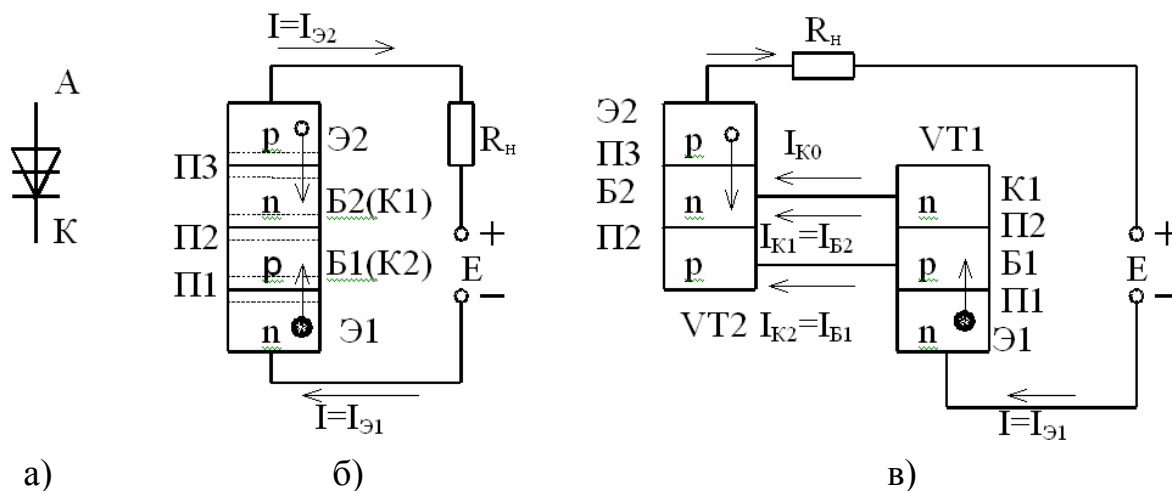 А
К
а)
I=IЭ2
p Э2
П3
n Б2(К1)
П2
p Б1(К2)
П1
n Э1
Rн
+
E
−
I=IЭ1
б)
Rн
Э2
p
П3
Б2
n
П2
p
VT2
IК0
IК1=IБ2
IК2=IБ1
VT1
n К1
П2
p Б1
П1
n Э1
+
E
−
I=IЭ1
в)